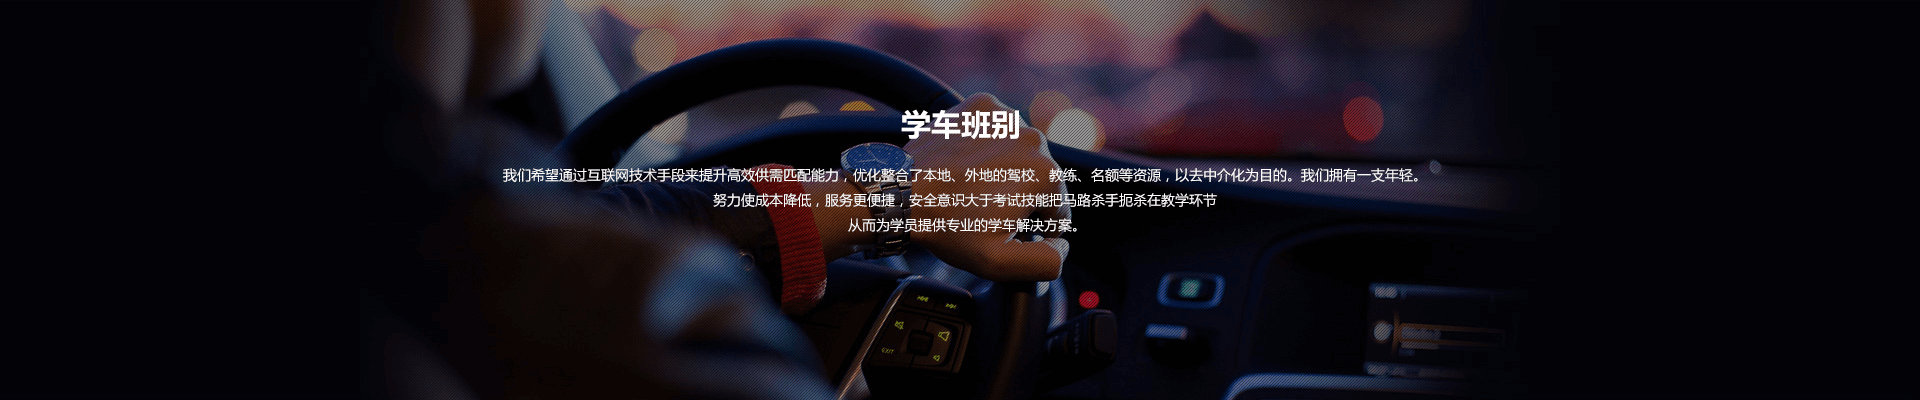 学车班别
我们希望通过互联网技术手段来提升高效供需匹配能力，优化整合了本地、外地的驾校、教练、名额等资源，以去中介化为目的。我们拥有一支年轻。
努力使成本降低，服务更便捷，安全意识大于考试技能把马路杀手扼杀在教学环节
从而为学员提供专业的学车解决方案。
EXIT